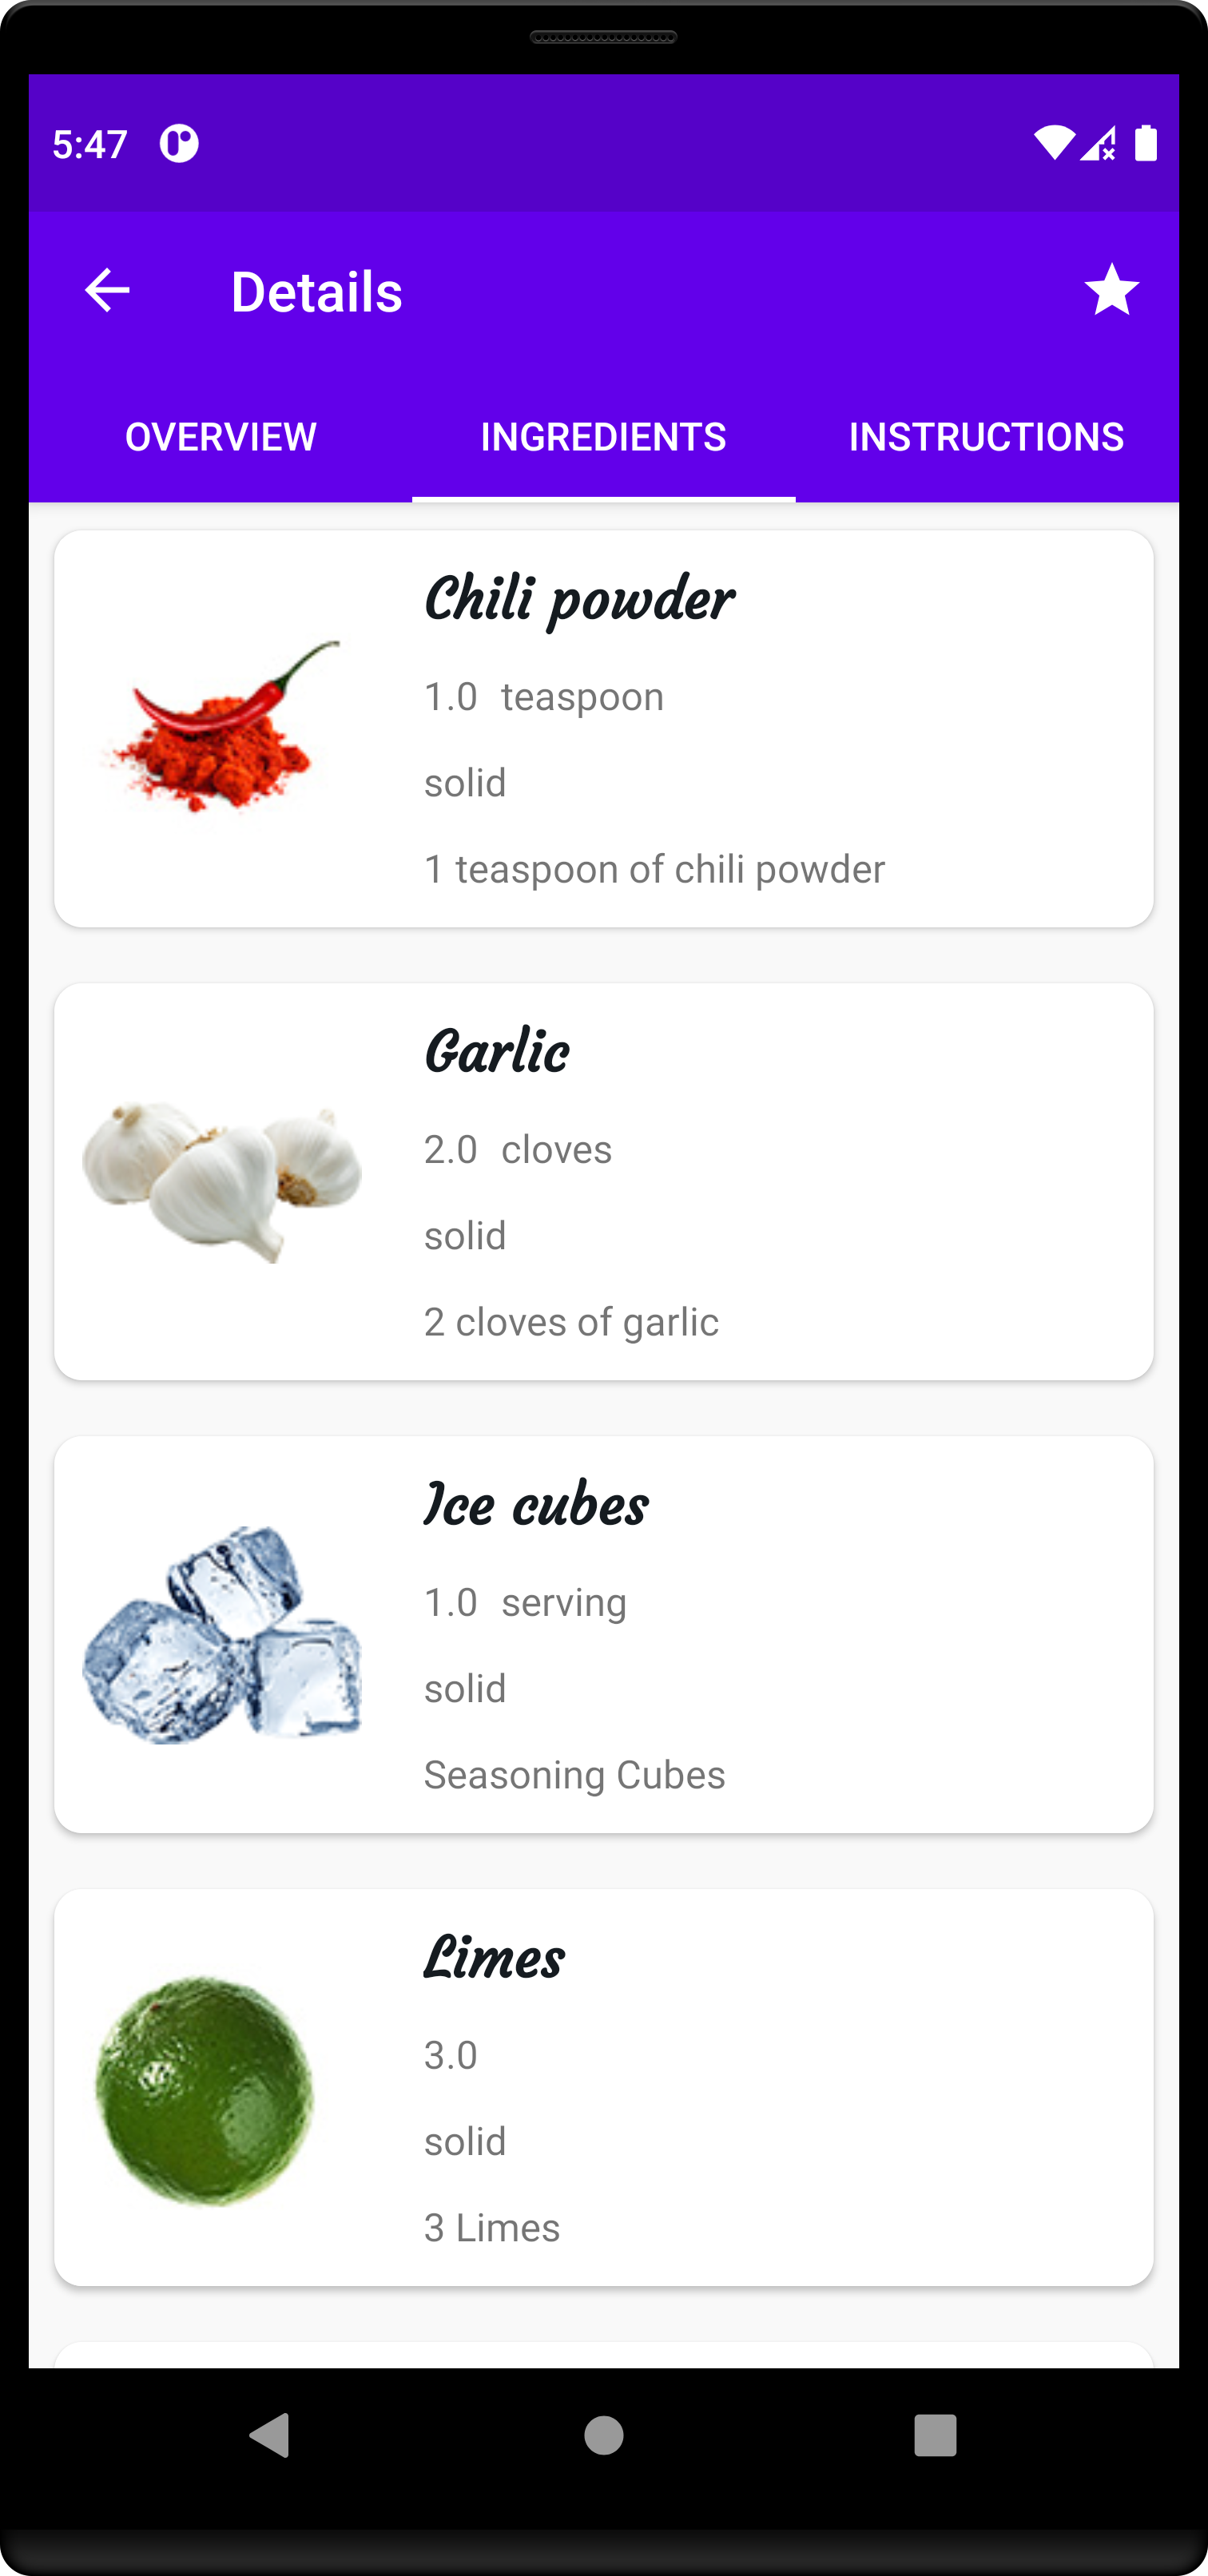 5:47
Details
OVERVIEW INGREDIENTS INSTRUCTIONS
Chili powder
1.0 teaspoon
solid
1 teaspoon of chili powder
Garlic
2.0 cloves
solid
2 cloves of garlic
Ice cubes
1.0 serving
solid
Seasoning Cubes
Limes
3.0
solid
3 Limes